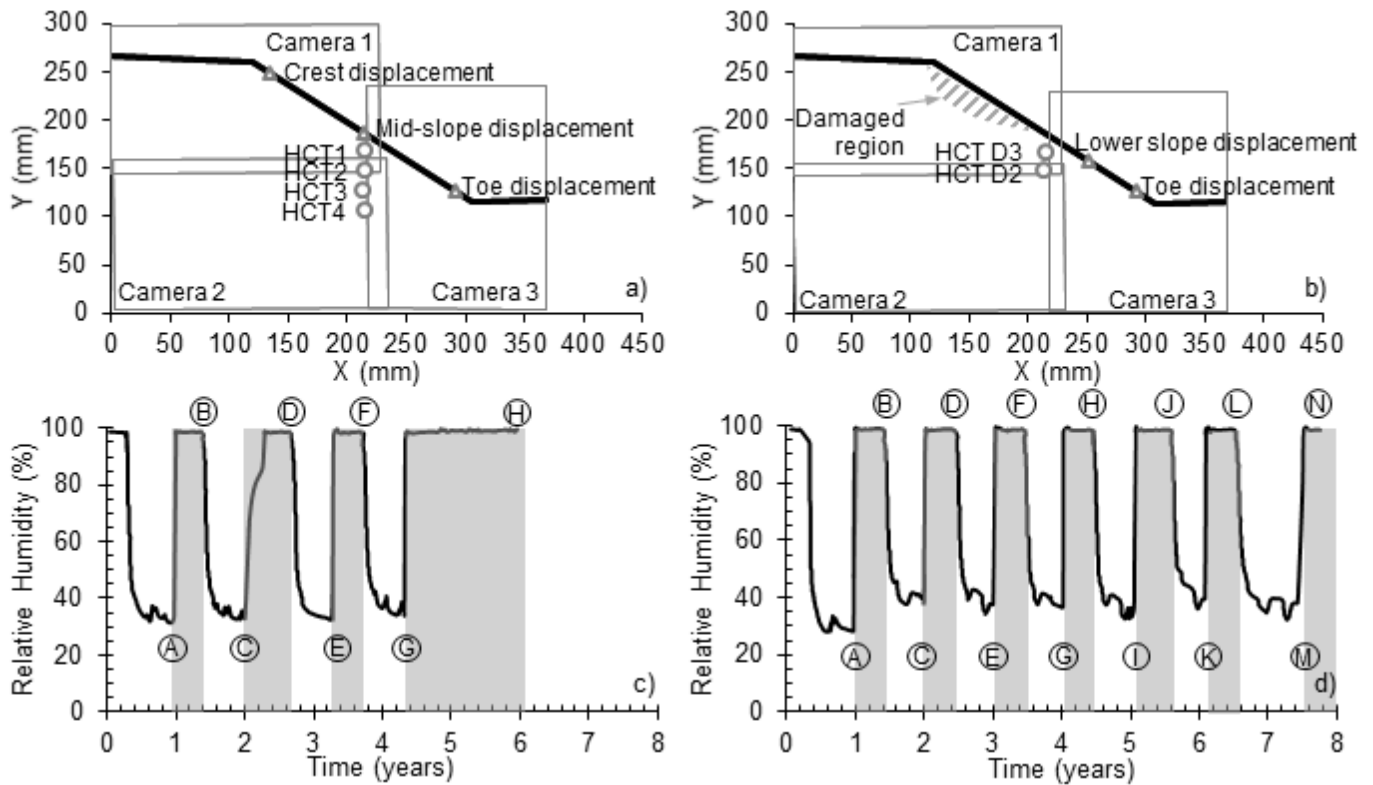 300
250
200
150
100
50
0
Y (mm)
Camera 1
Crest displacement
Mid-slope displacement
HCT1
HCT2
HCT3
HCT4
Toe displacement
Camera 2
Camera 3
a)
0 50 100 150 200 250 300 350 400 450
X (mm)
300
250
200
150
100
50
0
Y (mm)
Camera 1
Damaged
region
Lower slope displacement
HCT D3
HCT D2
Toe displacement
Camera 2
Camera 3
b)
0 50 100 150 200 250 300 350 400 450
X (mm)
100
80
60
40
20
0
Relative Humidity (%)
B D F H
A C E G
c)
0 1 2 3 4 5 6 7 8
Time (years)
100
80
60
40
20
0
Relative Humidity (%)
B D F H J L N
A C E G I K M
d)
0 1 2 3 4 5 6 7 8
Time (years)